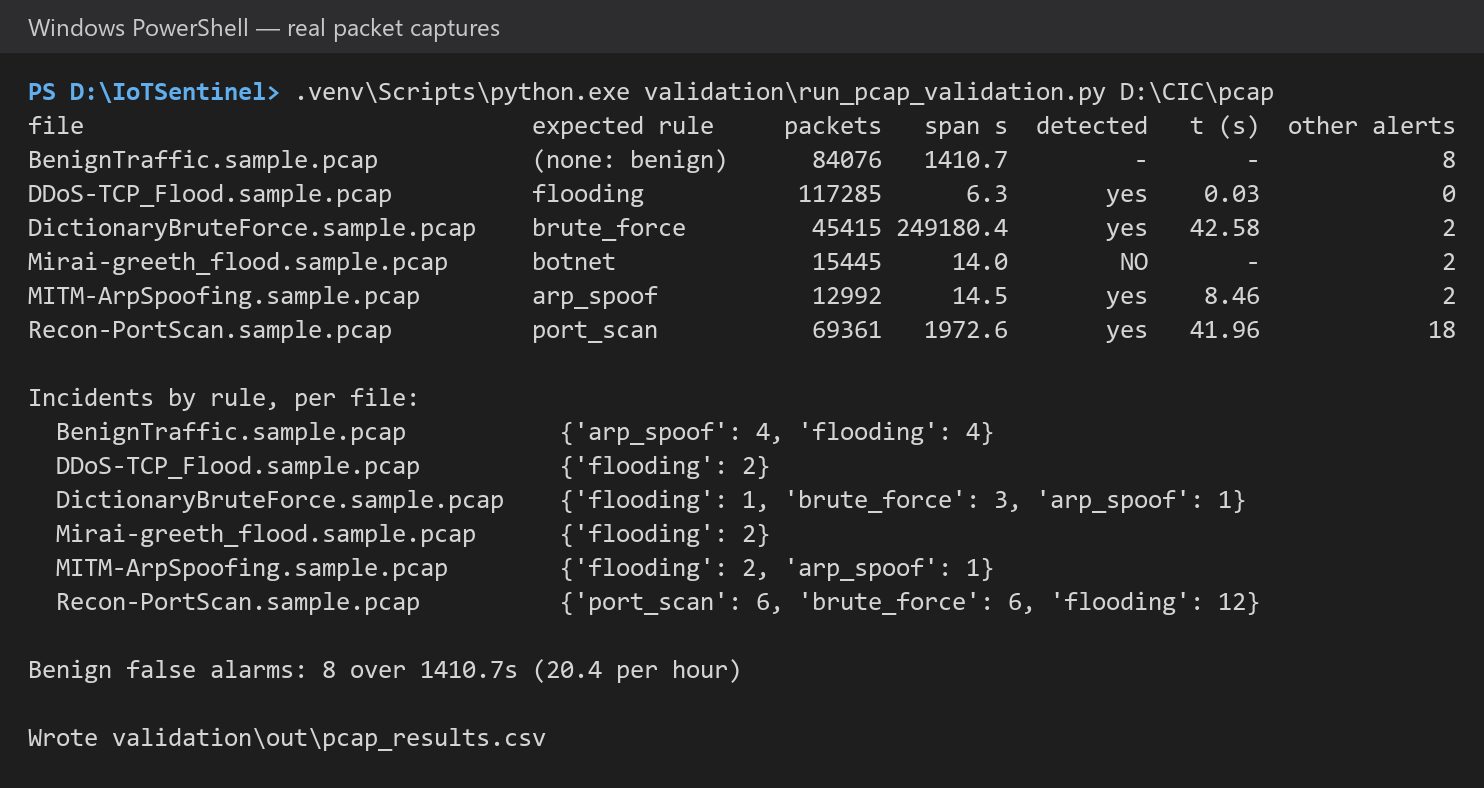 Windows PowerShell — real packet captures
PS D:\IoTSentinel> .venv\Scripts\python.exe validation\run_pcap_validation.py D:\CIC\pcap
file                                expected rule     packets   span s  detected   t (s)  other alerts
BenignTraffic.sample.pcap           (none: benign)      84076   1410.7         -       -             8
DDoS-TCP_Flood.sample.pcap          flooding           117285      6.3       yes    0.03             0
DictionaryBruteForce.sample.pcap    brute_force         45415 249180.4       yes   42.58             2
Mirai-greeth_flood.sample.pcap      botnet              15445     14.0        NO       -             2
MITM-ArpSpoofing.sample.pcap        arp_spoof           12992     14.5       yes    8.46             2
Recon-PortScan.sample.pcap          port_scan           69361   1972.6       yes   41.96            18
Incidents by rule, per file:
  BenignTraffic.sample.pcap           {'arp_spoof': 4, 'flooding': 4}
  DDoS-TCP_Flood.sample.pcap          {'flooding': 2}
  DictionaryBruteForce.sample.pcap    {'flooding': 1, 'brute_force': 3, 'arp_spoof': 1}
  Mirai-greeth_flood.sample.pcap      {'flooding': 2}
  MITM-ArpSpoofing.sample.pcap        {'flooding': 2, 'arp_spoof': 1}
  Recon-PortScan.sample.pcap          {'port_scan': 6, 'brute_force': 6, 'flooding': 12}
Benign false alarms: 8 over 1410.7s (20.4 per hour)
Wrote validation\out\pcap_results.csv